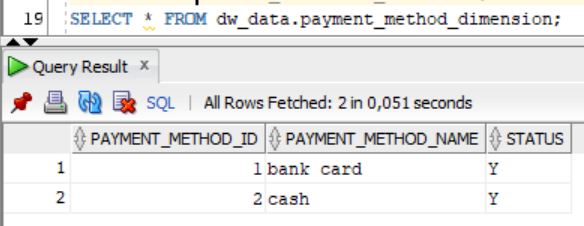 19 SELECT * FROM dw_data.payment_method_dimension;
Query Result x
SQL | All Rows Fetched: 2 in 0,051 seconds
PAYMENT_METHOD_ID PAYMENT_METHOD_NAME STATUS
1 1 bank card Y
2 2 cash Y